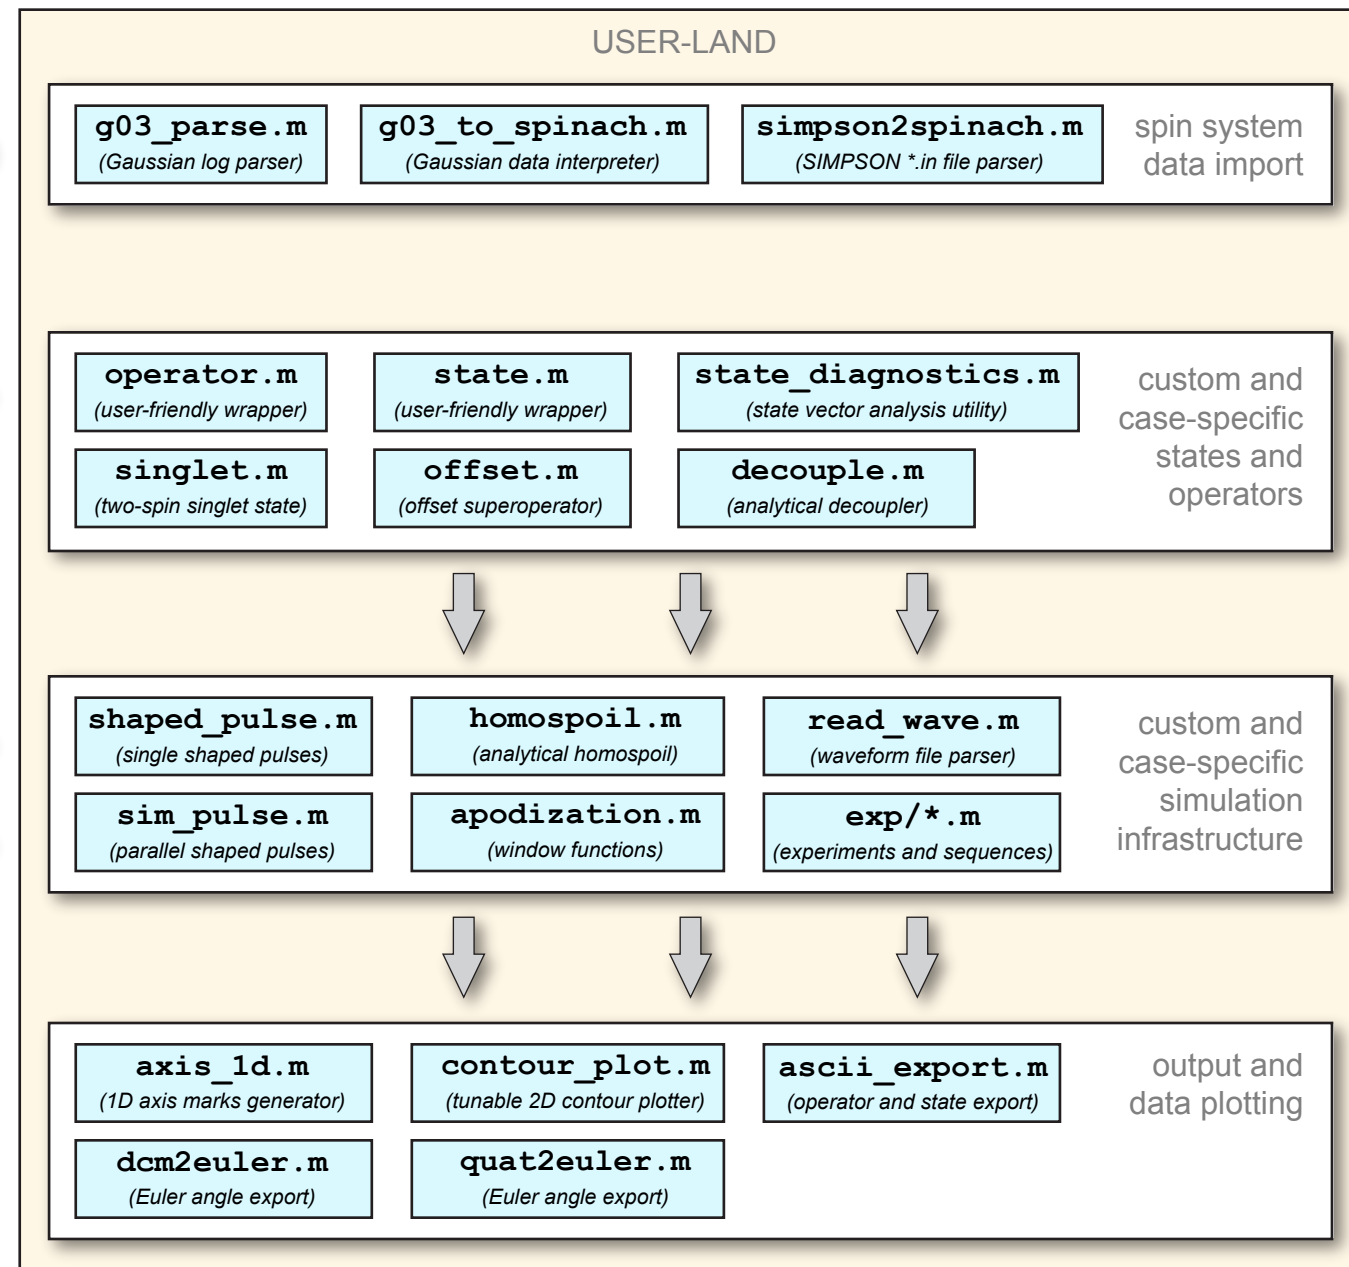 USER-LAND
g03_parse.m
(Gaussian log parser)
g03_to_spinach.m
(Gaussian data interpreter)
simpson2spinach.m
(SIMPSON *.in file parser)
spin system
data import
operator.m
(user-friendly wrapper)
state.m
(user-friendly wrapper)
state_diagnostics.m
(state vector analysis utility)
singlet.m
(two-spin singlet state)
offset.m
(offset superoperator)
decouple.m
(analytical decoupler)
custom and
case-specific
states and
operators
shaped_pulse.m
(single shaped pulses)
homospoil.m
(analytical homospoil)
read_wave.m
(waveform file parser)
sim_pulse.m
(parallel shaped pulses)
apodization.m
(window functions)
exp/*.m
(experiments and sequences)
custom and
case-specific
simulation
infrastructure
axis_1d.m
(1D axis marks generator)
contour_plot.m
(tunable 2D contour plotter)
ascii_export.m
(operator and state export)
dcm2euler.m
(Euler angle export)
quat2euler.m
(Euler angle export)
output and
data plotting